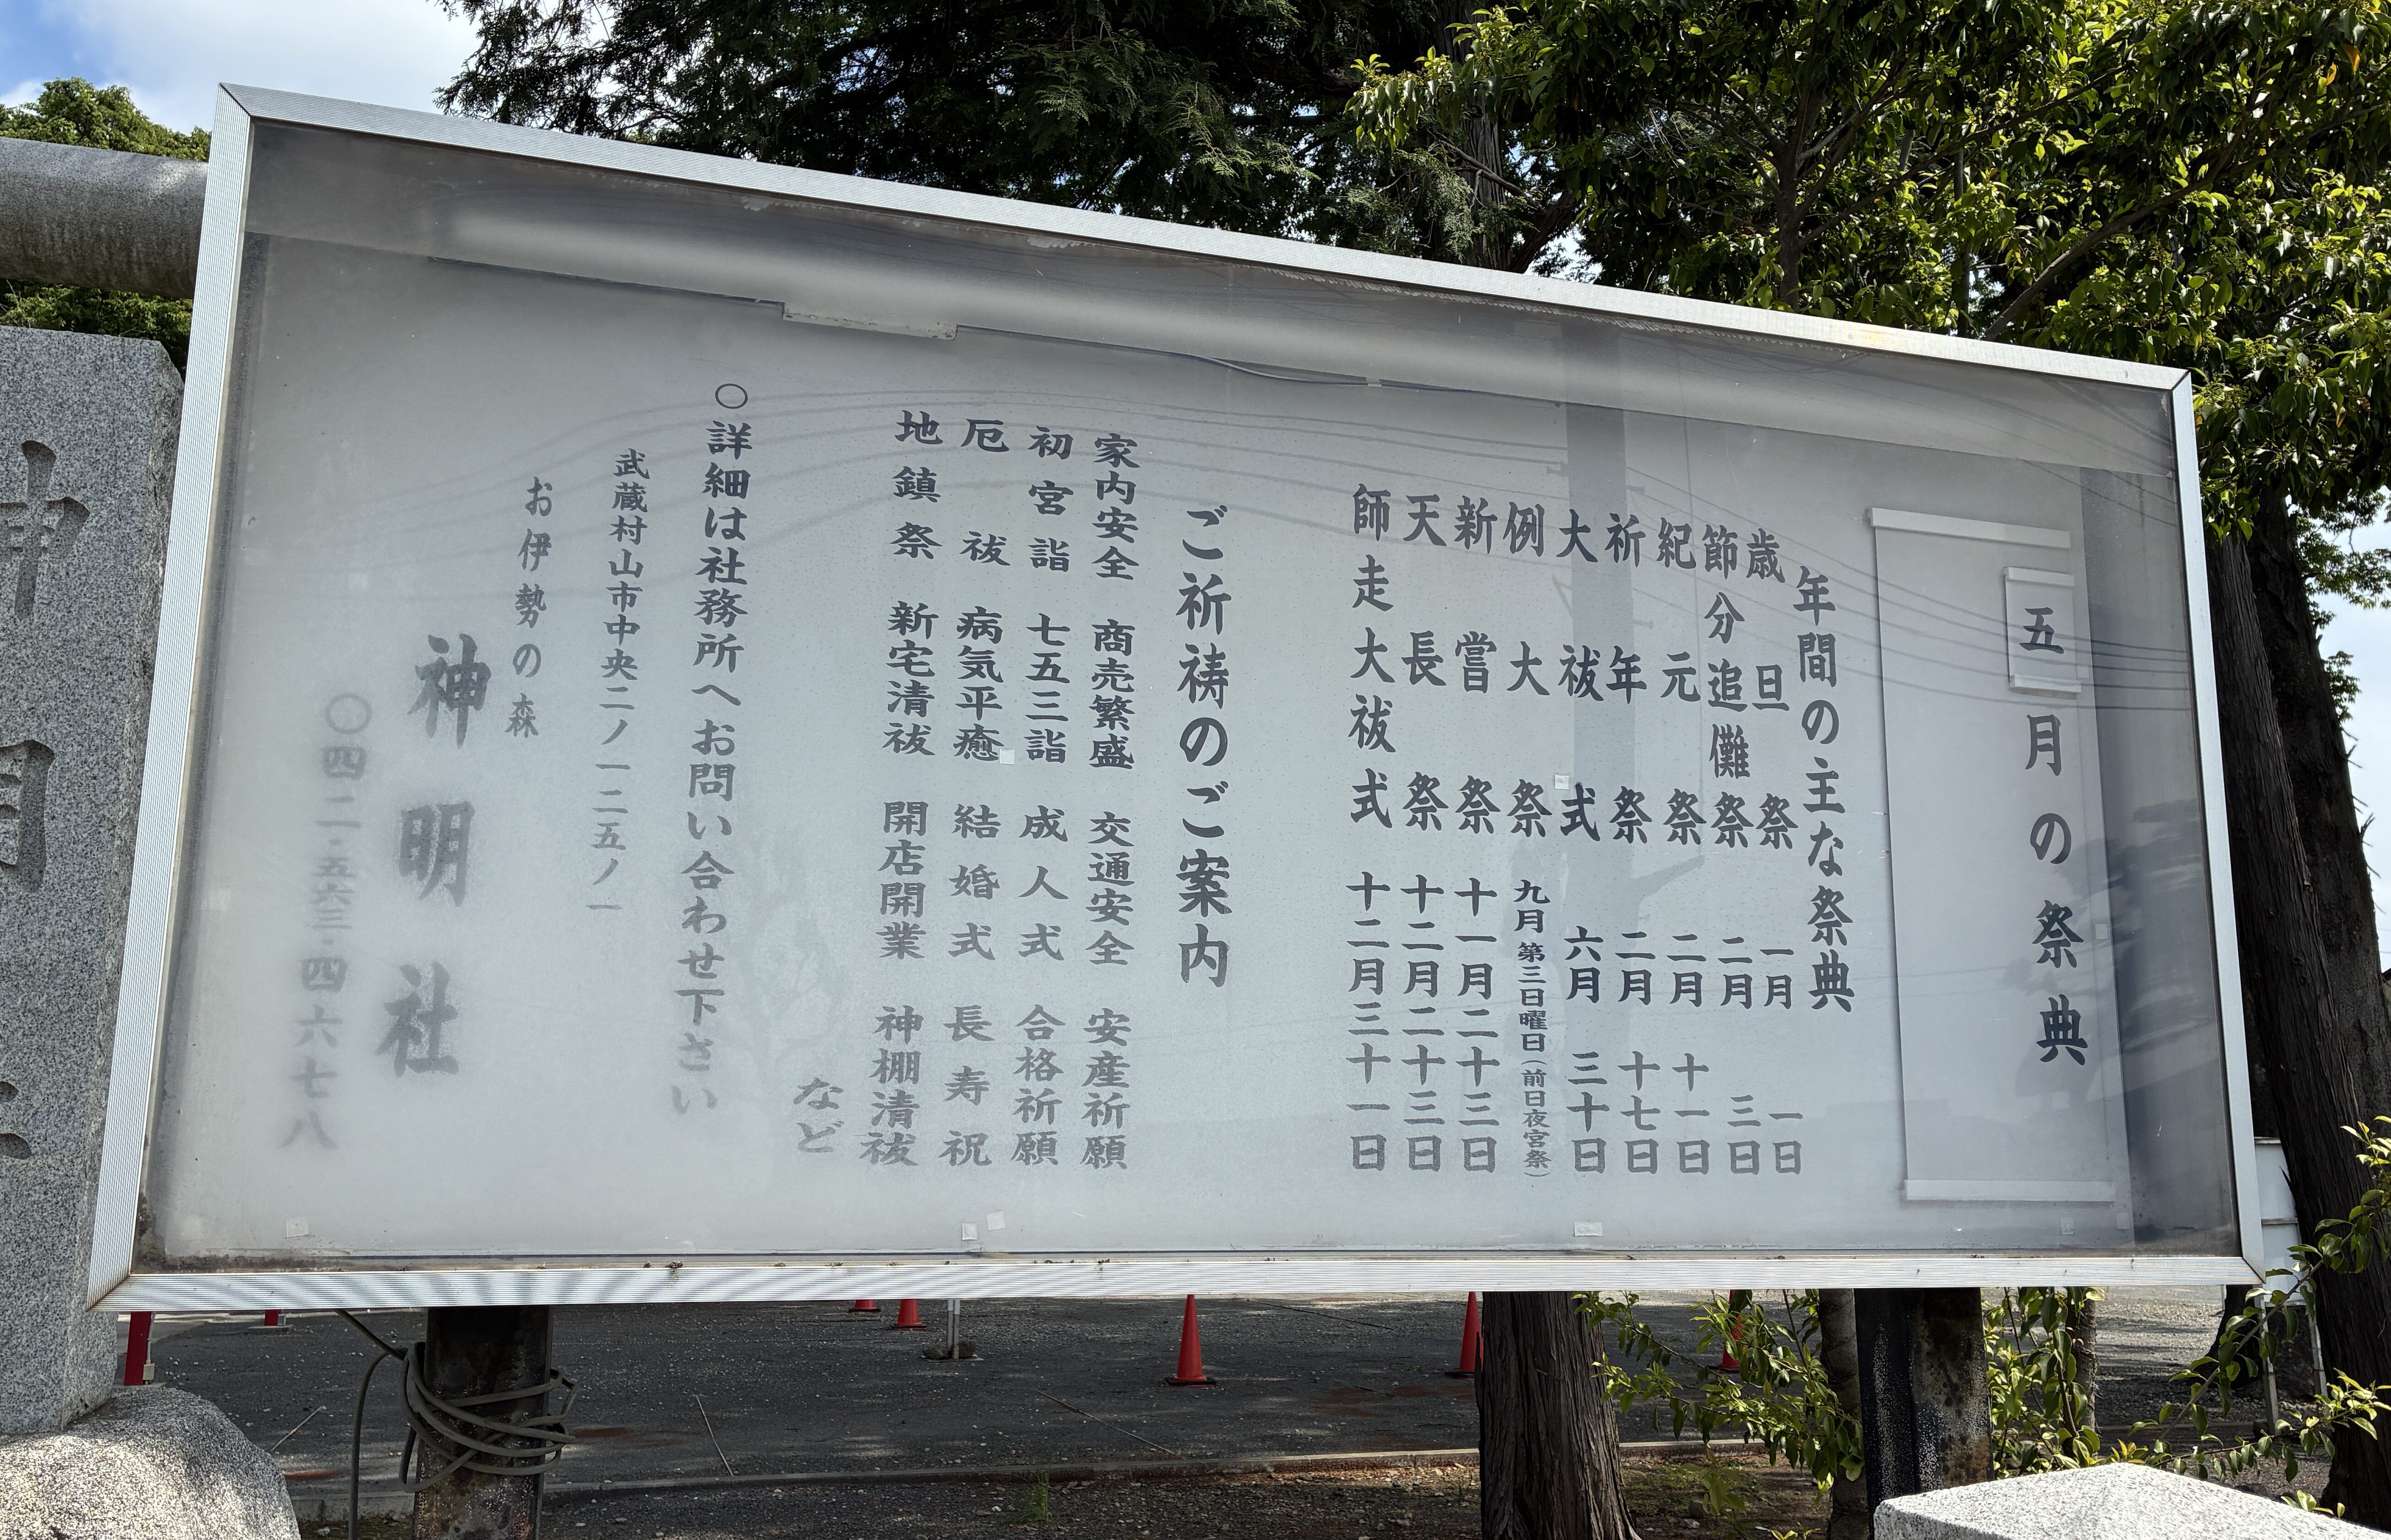 五月の祭典
年間の主な祭典
歳旦祭 一月 一日
節分追儺祭 二月 三日
紀元祭 二月 十一日
祈年祭 二月 十七日
大祓式 六月 三十日
例大祭 九月 第三日曜日(前日夜宮祭)
新嘗祭 十一月二十三日
天長祭 十二月二十三日
師走大祓式 十二月三十一日
ご祈祷のご案内
家内安全 商売繁盛 交通安全 安産祈願
初宮詣 七五三詣 成人式 合格祈願
厄祓 病気平癒 結婚式 長寿祝
地鎮祭 新宅清祓 開店開業 神棚清祓
など
○詳細は社務所へお問い合わせ下さい
武蔵村山市中央二ノ一二五ノ一
お伊勢の森
神明社
〇四二・五六三・四六七八
神明